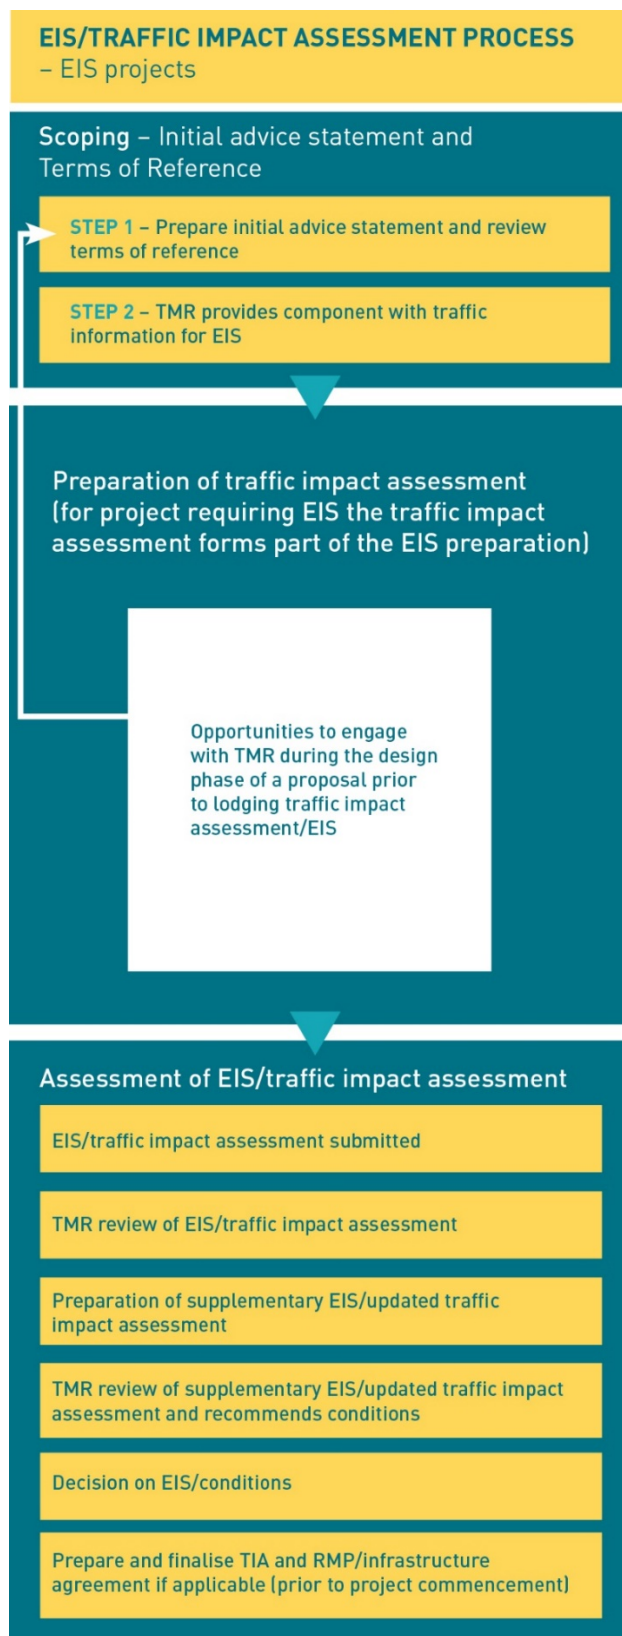 EIS/TRAFFIC IMPACT ASSESSMENT PROCESS
– EIS projects
Scoping – Initial advice statement and
Terms of Reference
STEP 1 – Prepare initial advice statement and review
terms of reference
STEP 2 – TMR provides component with traffic
information for EIS
Preparation of traffic impact assessment
(for project requiring EIS the traffic impact
assessment forms part of the EIS preparation)
Opportunities to engage
with TMR during the design
phase of a proposal prior
to lodging traffic impact
assessment/EIS
Assessment of EIS/traffic impact assessment
EIS/traffic impact assessment submitted
TMR review of EIS/traffic impact assessment
Preparation of supplementary EIS/updated traffic
impact assessment
TMR review of supplementary EIS/updated traffic impact
assessment and recommends conditions
Decision on EIS/conditions
Prepare and finalise TIA and RMP/infrastructure
agreement if applicable (prior to project commencement)